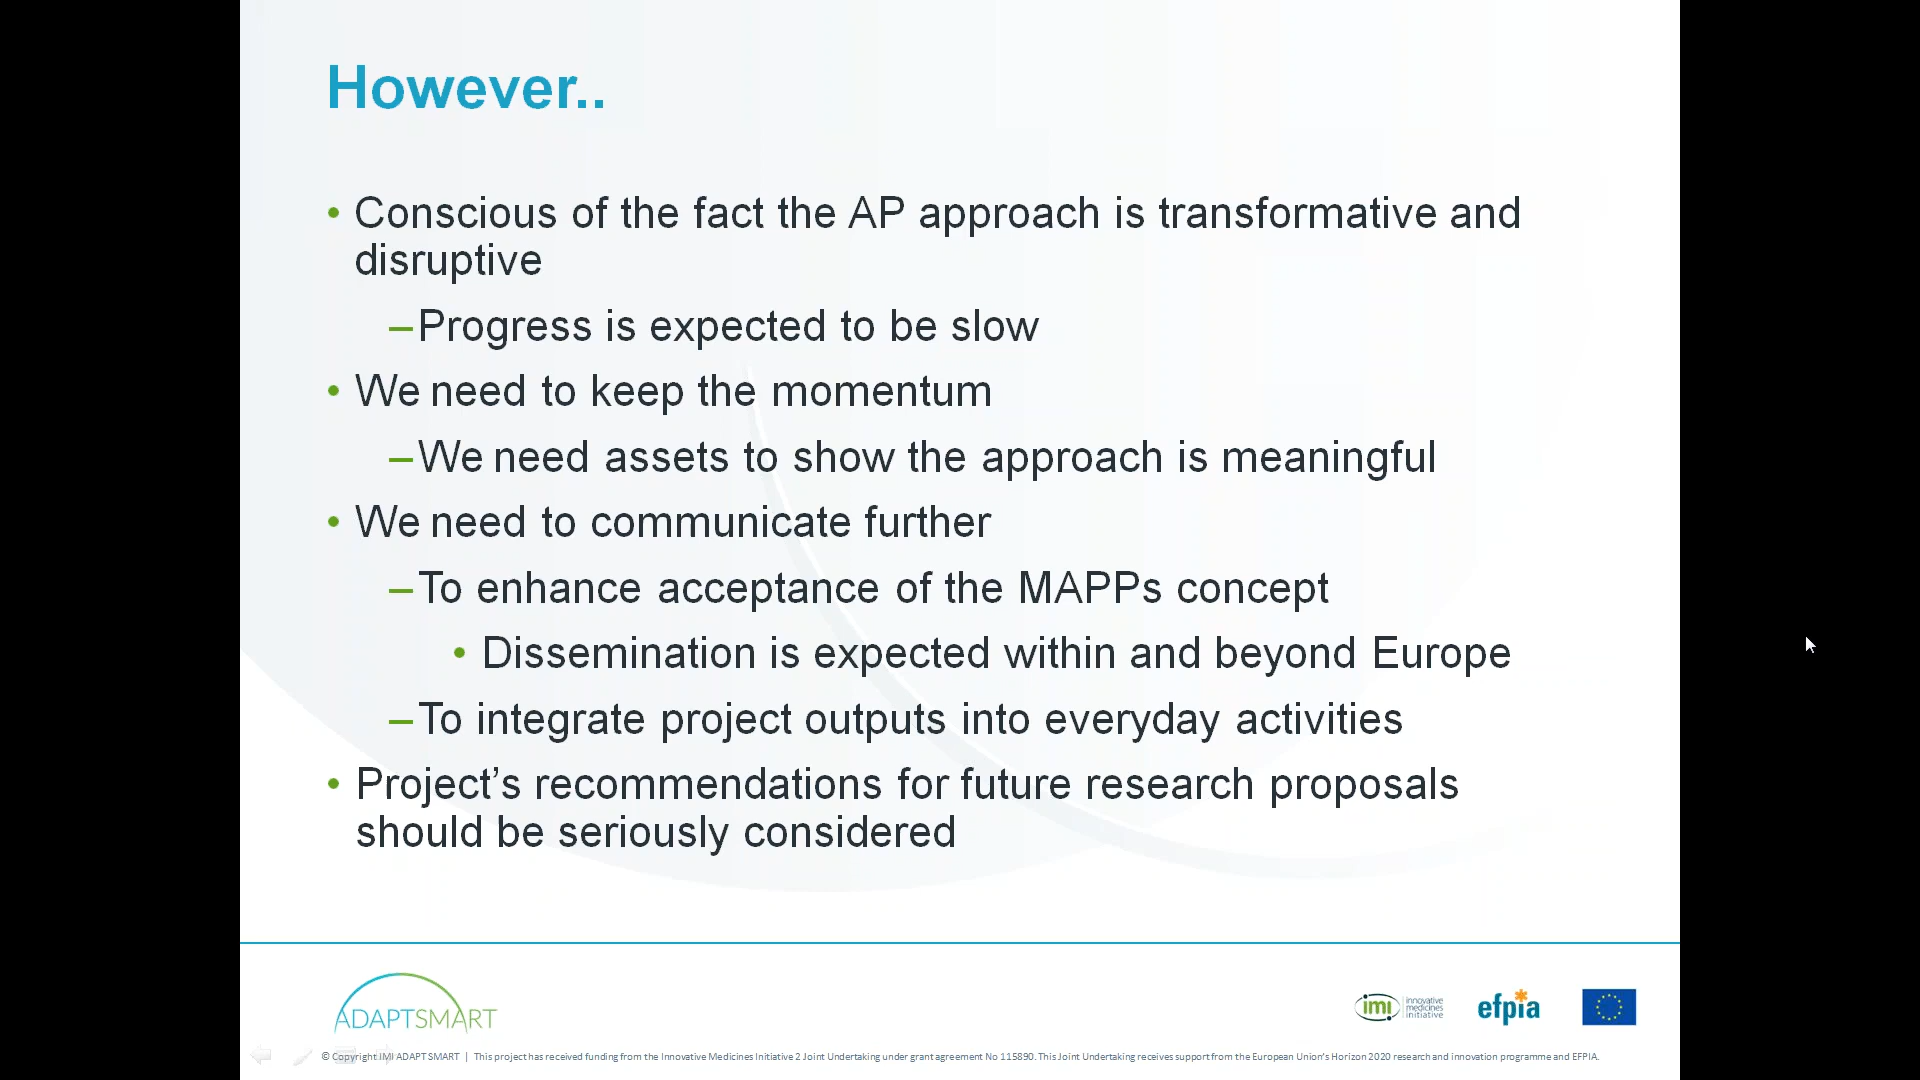 However..
• Conscious of the fact the AP approach is transformative and
disruptive
–Progress is expected to be slow
• We need to keep the momentum
–We need assets to show the approach is meaningful
• We need to communicate further
–To enhance acceptance of the MAPPs concept
• Dissemination is expected within and beyond Europe
–To integrate project outputs into everyday activities
• Project’s recommendations for future research proposals
should be seriously considered
ADAPTSMART
imi
innovative
medicines
initiative
efpia
© Copyright IMI ADAPT SMART | This project has received funding from the Innovative Medicines Initiative 2 Joint Undertaking under grant agreement No 115890. This Joint Undertaking receives support from the European Union’s Horizon 2020 research and innovation programme and EFPIA.